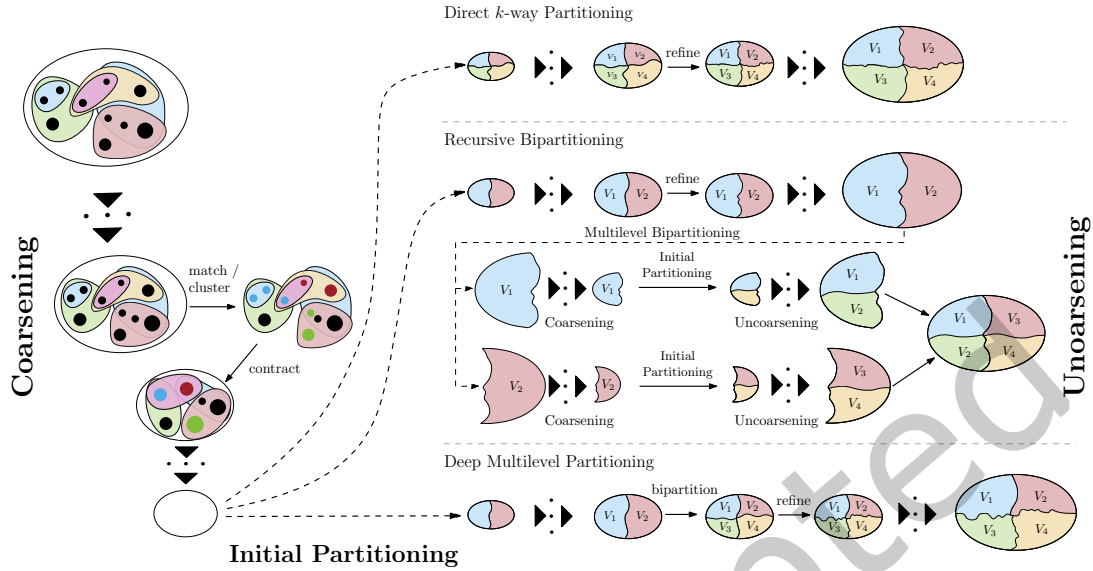 Direct k-way Partitioning
V1 V2 V3 V4
refine
V1 V2 V3 V4
V1 V2 V3 V4
Recursive Bipartitioning
V1 V2
refine
V1 V2
V1 V2
Multilevel Bipartitioning
V1
Coarsening
V1
Initial
Partitioning
Uncoarsening
V1
V2
V2
Coarsening
V2
Initial
Partitioning
Uncoarsening
V3
V4
V1 V3
V2 V4
Deep Multilevel Partitioning
V1 V2
bipartition
V1 V2
V3 V4
refine
V1 V2
V3 V4
V1 V2
V3 V4
Coarsening
match /
cluster
contract
Initial Partitioning
Unoarsening
nted